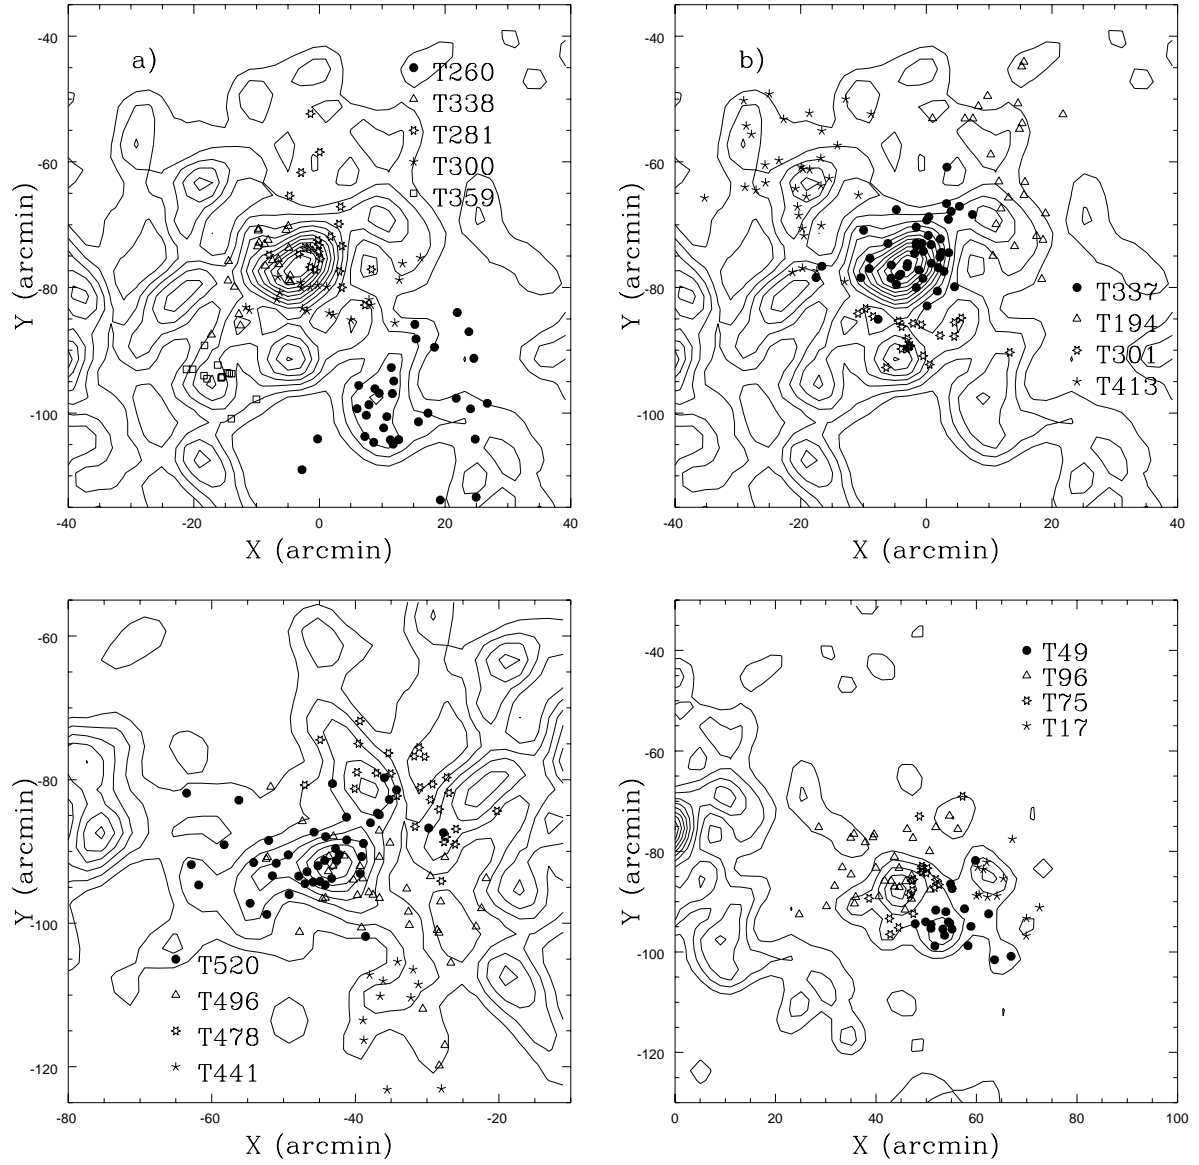 a)
T260
T338
T281
T300
T359
-40
-60
-80
-100
Y (arcmin)
-40 -20 0 20 40
X (arcmin)
b)
T337
T194
T301
T413
-40
-60
-80
-100
Y (arcmin)
-40 -20 0 20 40
X (arcmin)
T520
T496
T478
T441
-60
-80
-100
-120
Y (arcmin)
-80 -60 -40 -20
X (arcmin)
T49
T96
T75
T17
-40
-60
-80
-100
-120
Y (arcmin)
0 20 40 60 80 100
X (arcmin)